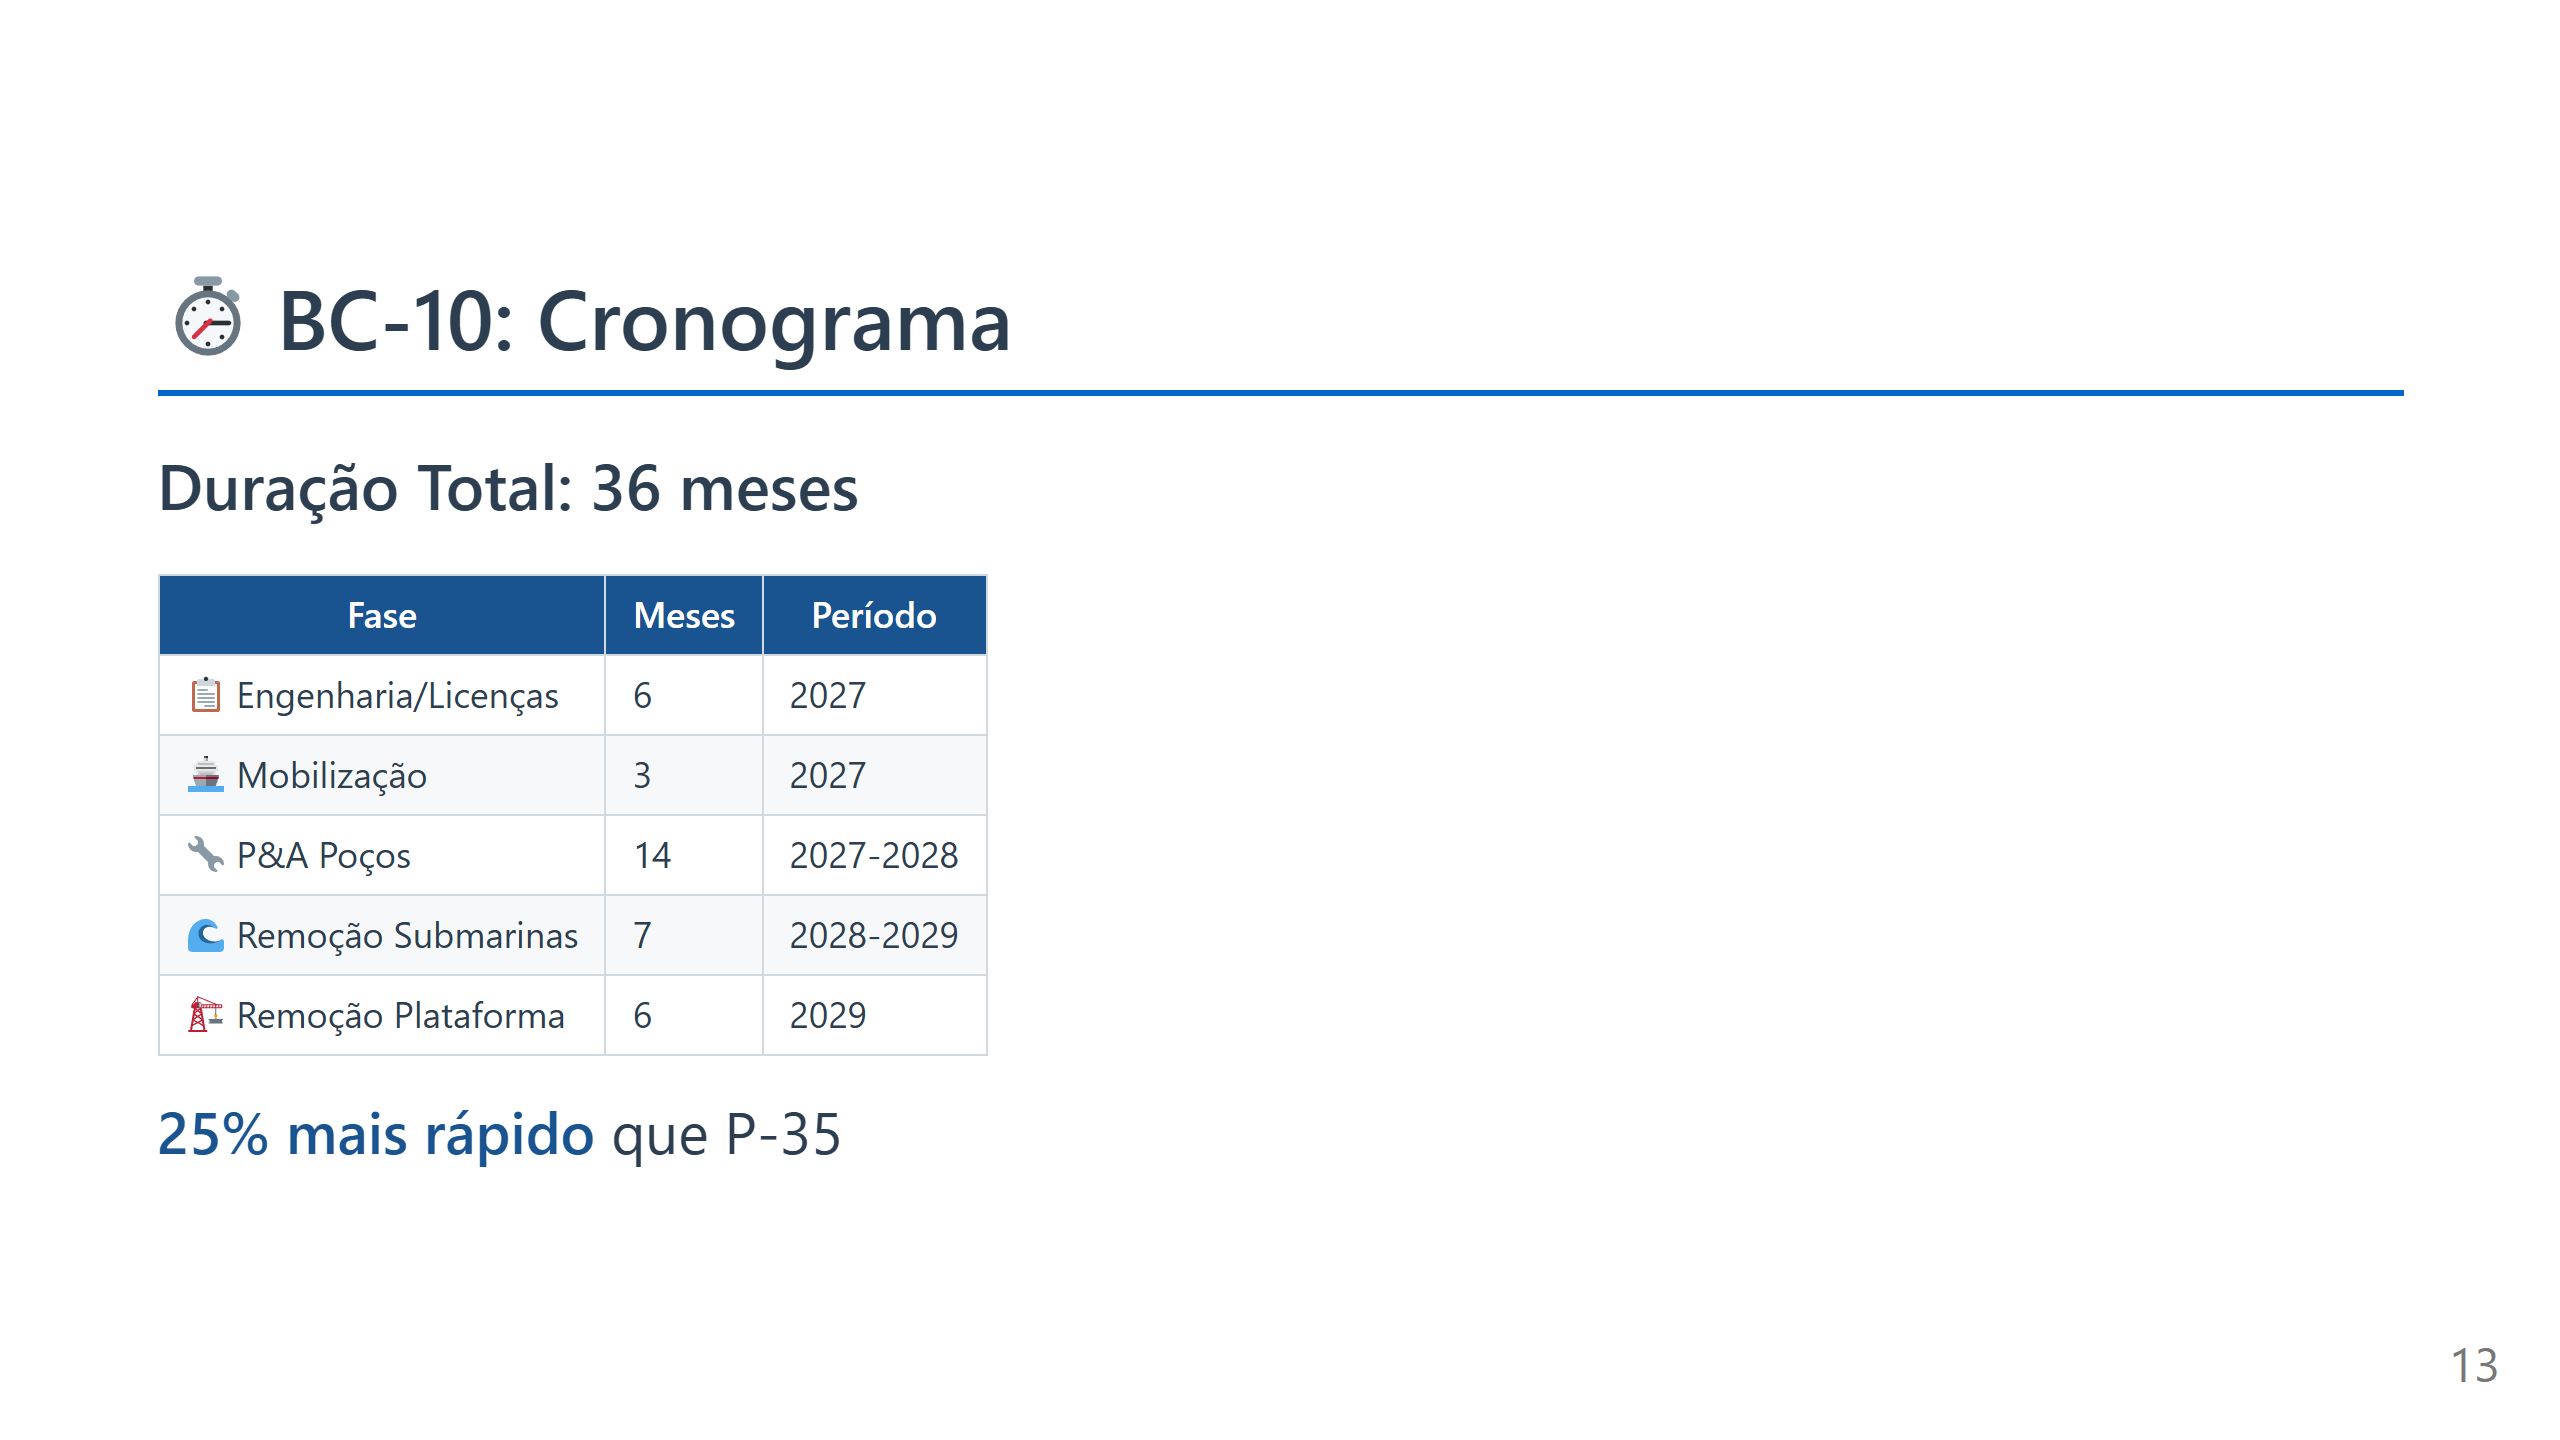 BC-10: Cronograma
Duração Total: 36 meses
Fase Meses Período
Engenharia/Licenças 6 2027
Mobilização 3 2027
P&A Poços 14 2027-2028
Remoção Submarinas 7 2028-2029
Remoção Plataforma 6 2029
25% mais rápido que P-35
13